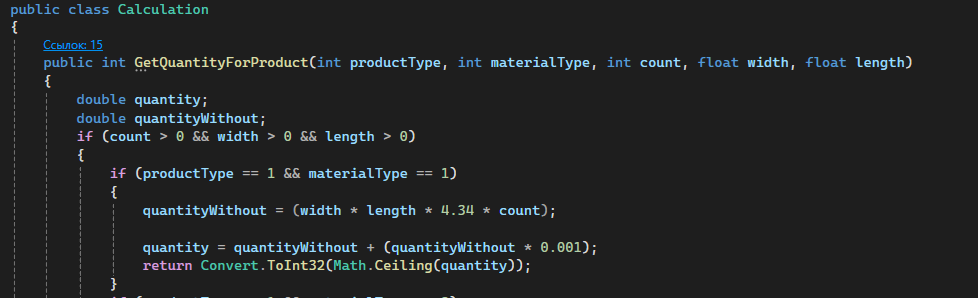 public class Calculation
{
Ссылок: 15
public int GetQuantityForProduct(int productType, int materialType, int count, float width, float length)
{
double quantity;
double quantityWithout;
if (count > 0 && width > 0 && length > 0)
{
if (productType == 1 && materialType == 1)
{
quantityWithout = (width * length * 4.34 * count);
quantity = quantityWithout + (quantityWithout * 0.001);
return Convert.ToInt32(Math.Ceiling(quantity));
}